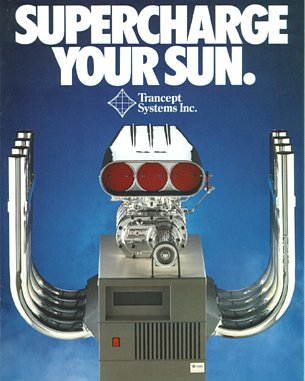 SUPERCHARGE
YOUR SUN.
Trancept
Systems Inc.